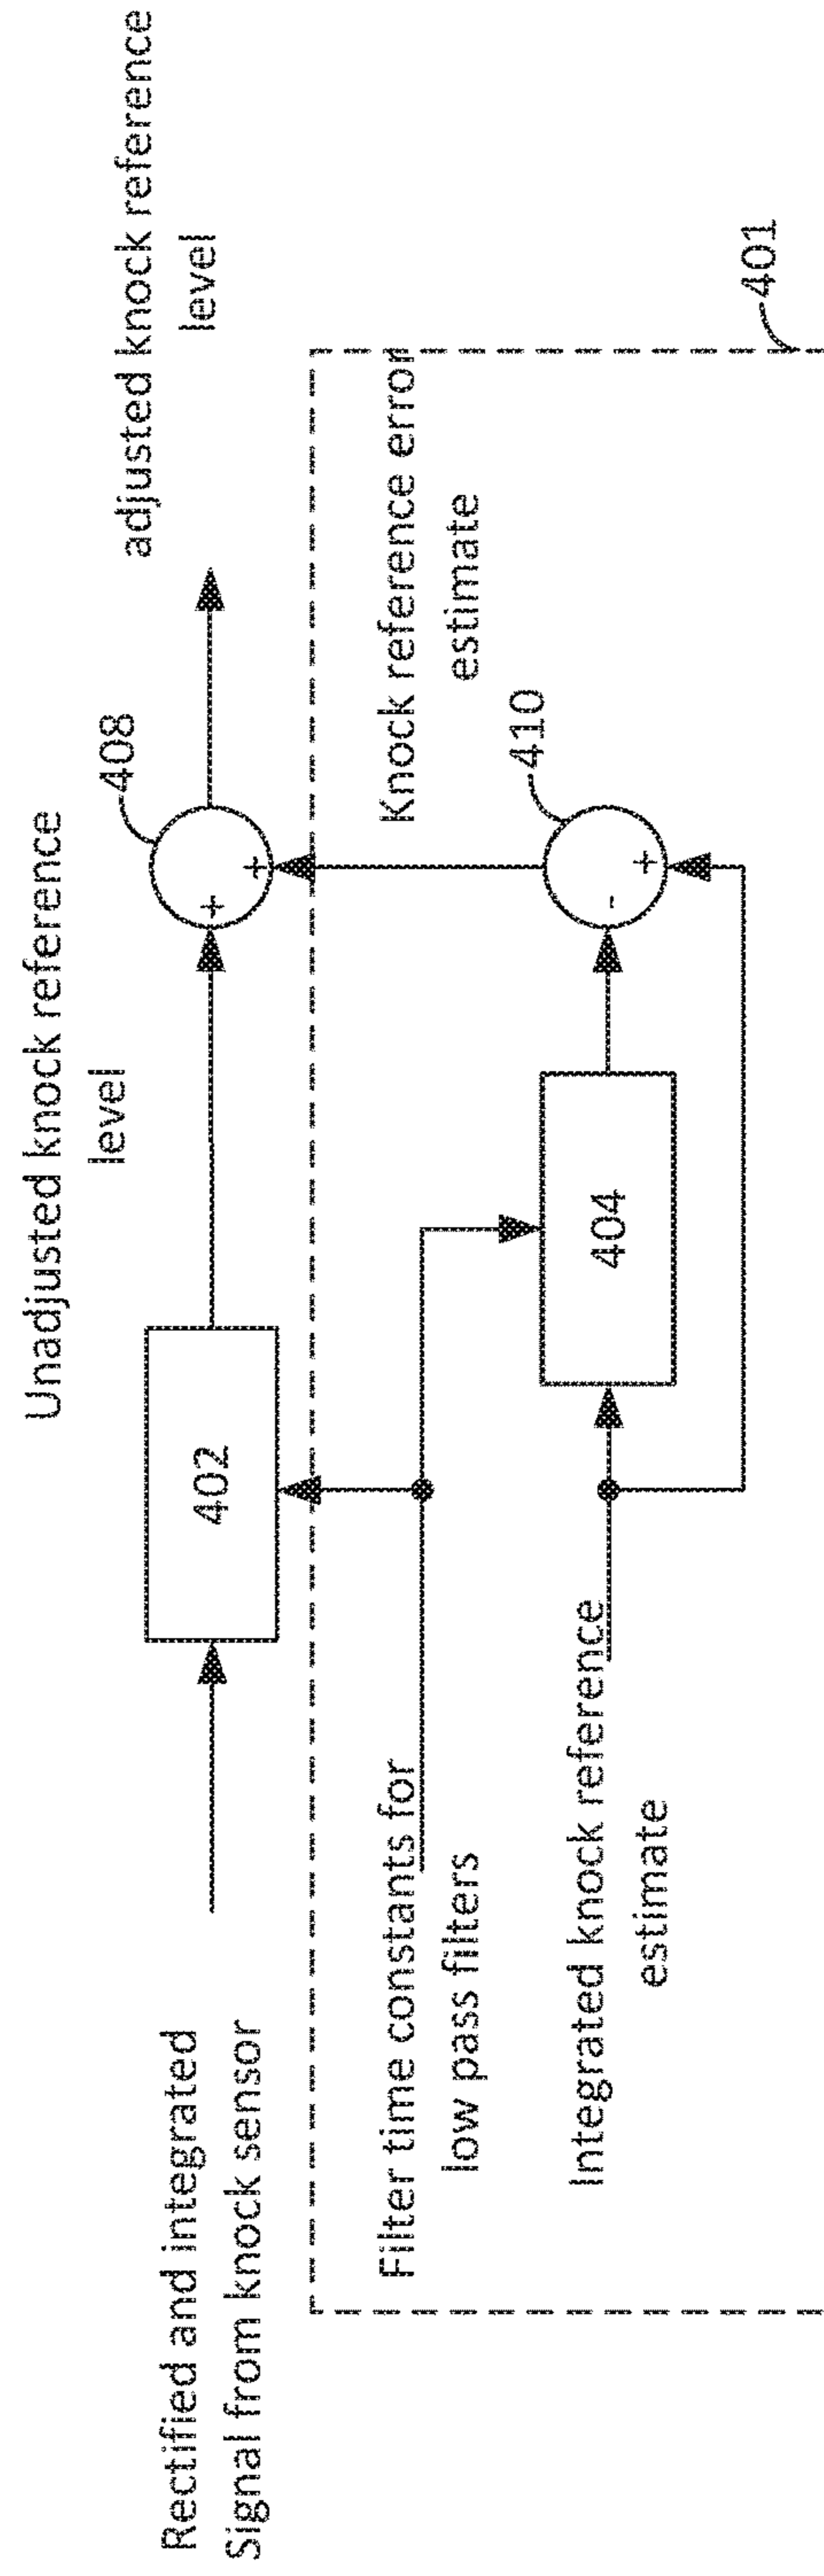 Unadjusted knock reference
level
408
adjusted knock reference
level
Rectified and integrated
Signal from knock sensor
402
+
+
Filter time constants for
low pass filters
Knock reference error
estimate
410
Integrated knock reference
estimate
404
-
+
401